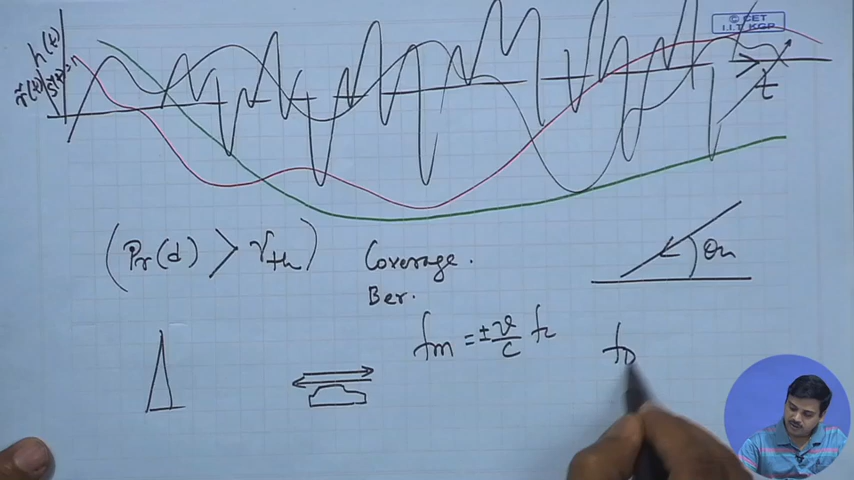 © CET
I.I.T. KGP
h(t)
t
(Pr(d) > γth) Coverage.
Ber.
θn
fm = ± v/c fc
fD